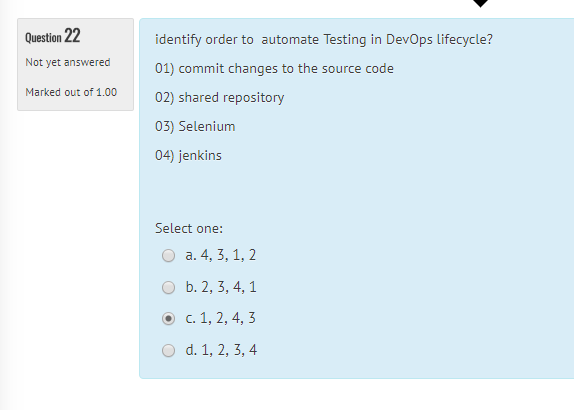 Question 22
Not yet answered
Marked out of 1.00
identify order to automate Testing in DevOps lifecycle?
01) commit changes to the source code
02) shared repository
03) Selenium
04) jenkins
Select one:
a. 4, 3, 1, 2
b. 2, 3, 4, 1
c. 1, 2, 4, 3
d. 1, 2, 3, 4